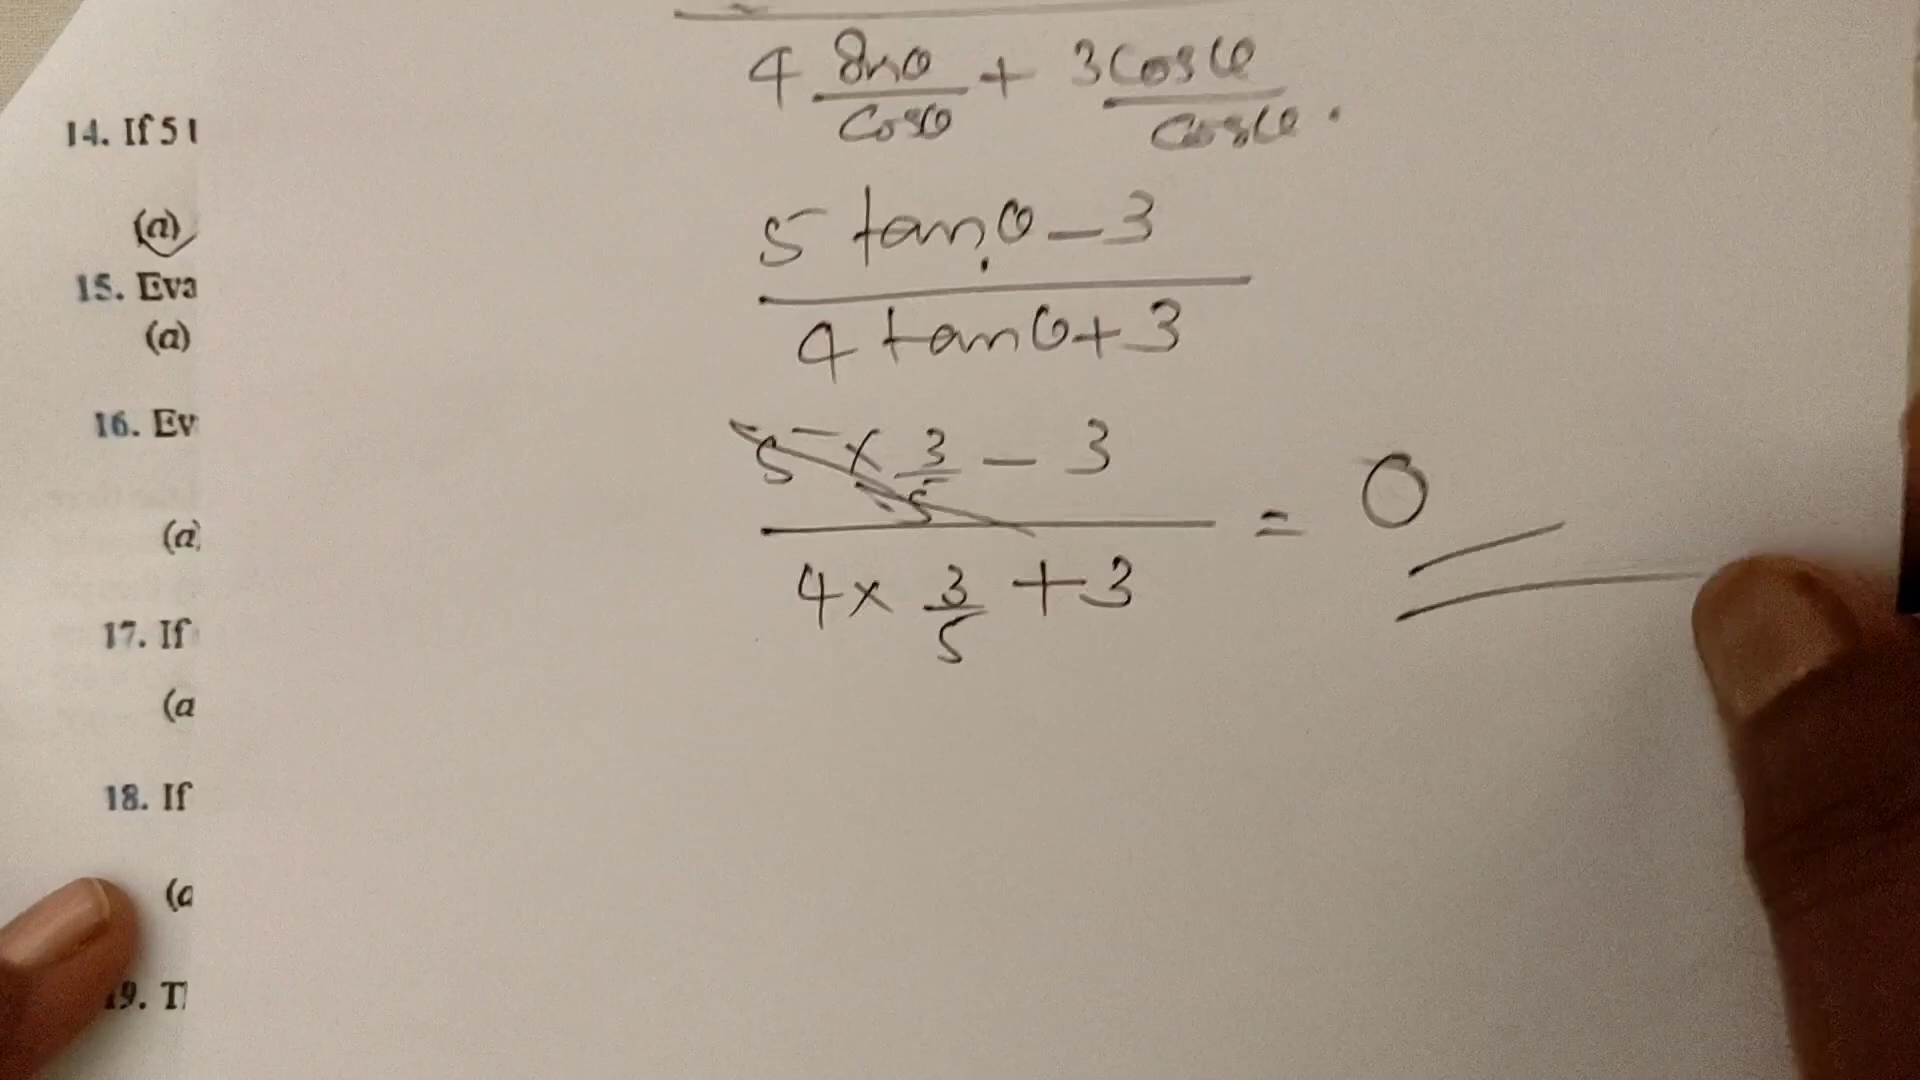 4 sinθ/cosθ + 3cosθ/cosθ.
14. If 5 t
5 tanθ - 3
4 tanθ + 3
(a)
15. Eva
(a)
16. Ev
5 × 3/5 - 3
4 × 3/5 + 3
= 0
(a)
17. If
(a
18. If
(a
19. T